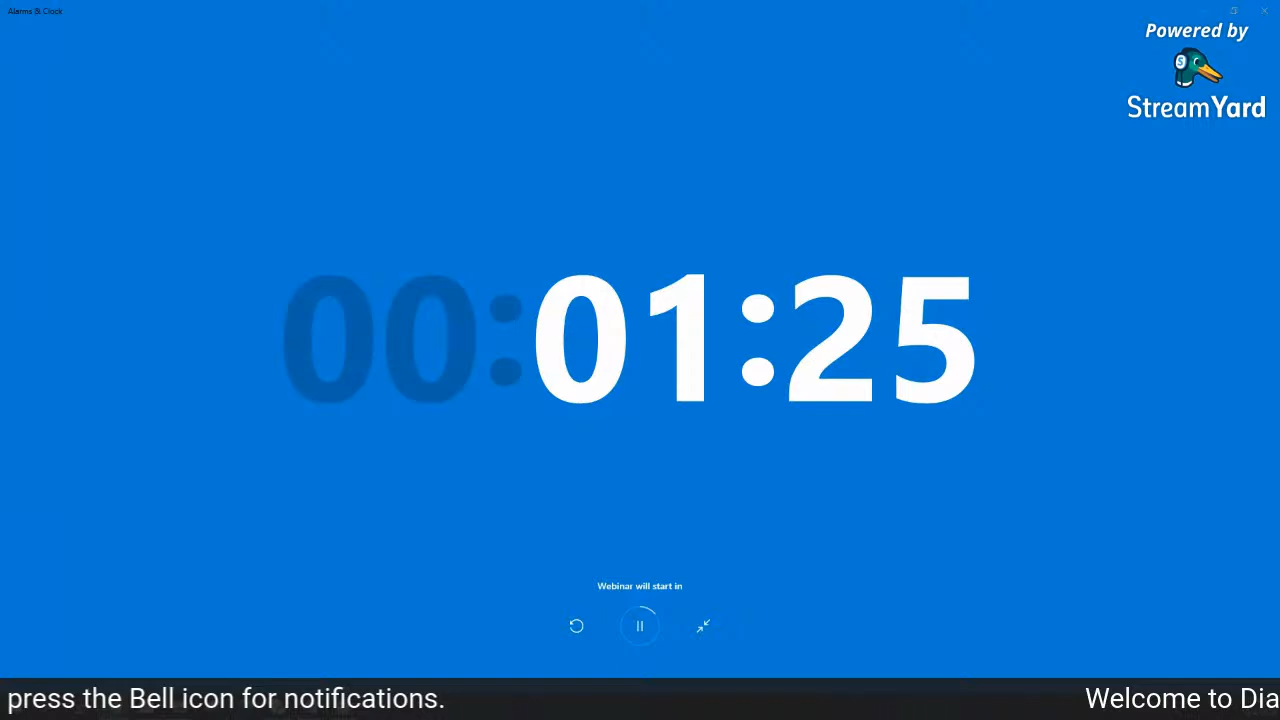 Alarms & Clock
Powered by
StreamYard
00:01:25
Webinar will start in
press the Bell icon for notifications.
Welcome to Dia